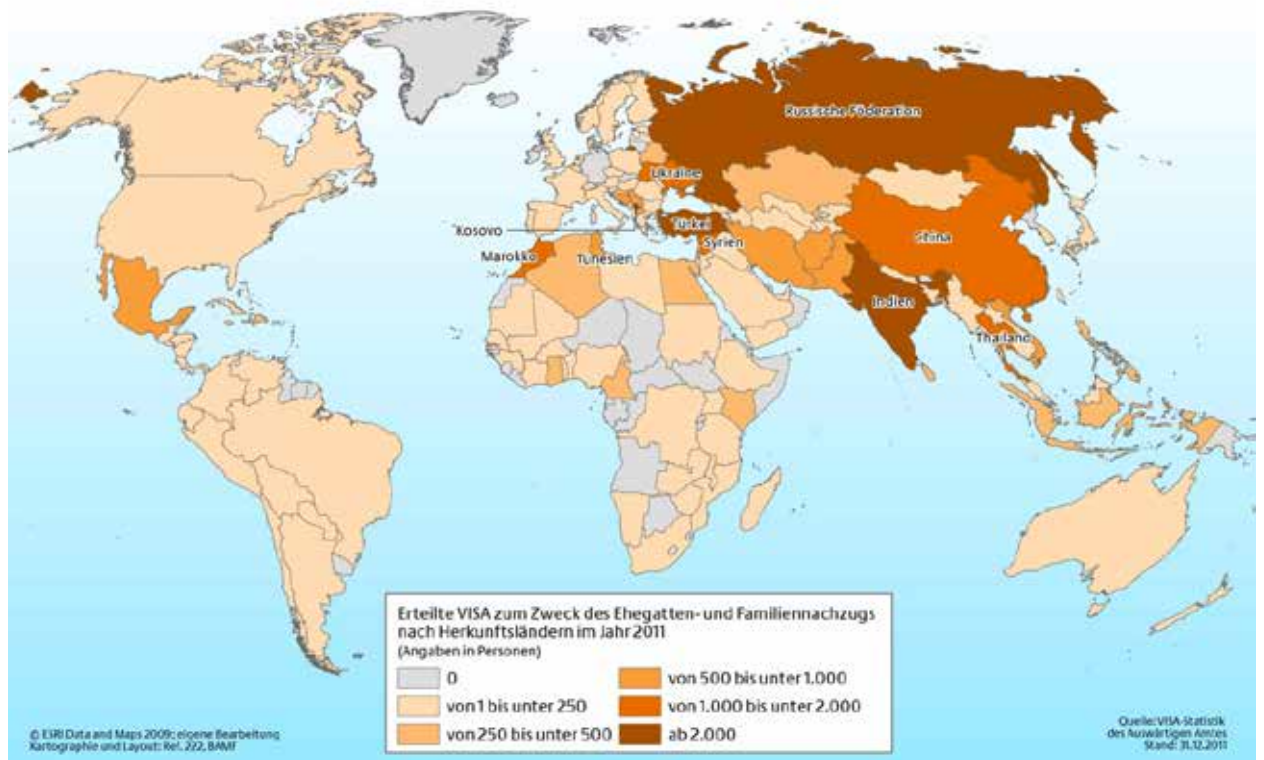 Russische Föderation
Ukraine
Kosovo
Türkei
Syrien
China
Marokko
Tunesien
Indien
Thailand
Erteilte VISA zum Zweck des Ehegatten- und Familiennachzugs
nach Herkunftsländern im Jahr 2011
(Angaben in Personen)
0
von 1 bis unter 250
von 250 bis unter 500
von 500 bis unter 1.000
von 1.000 bis unter 2.000
ab 2.000
© ESRI Data and Maps 2009; eigene Bearbeitung
Kartographie und Layout: Ref. 222, BAMF
Quelle: VISA-Statistik
des Auswärtigen Amtes
Stand: 31.12.2011